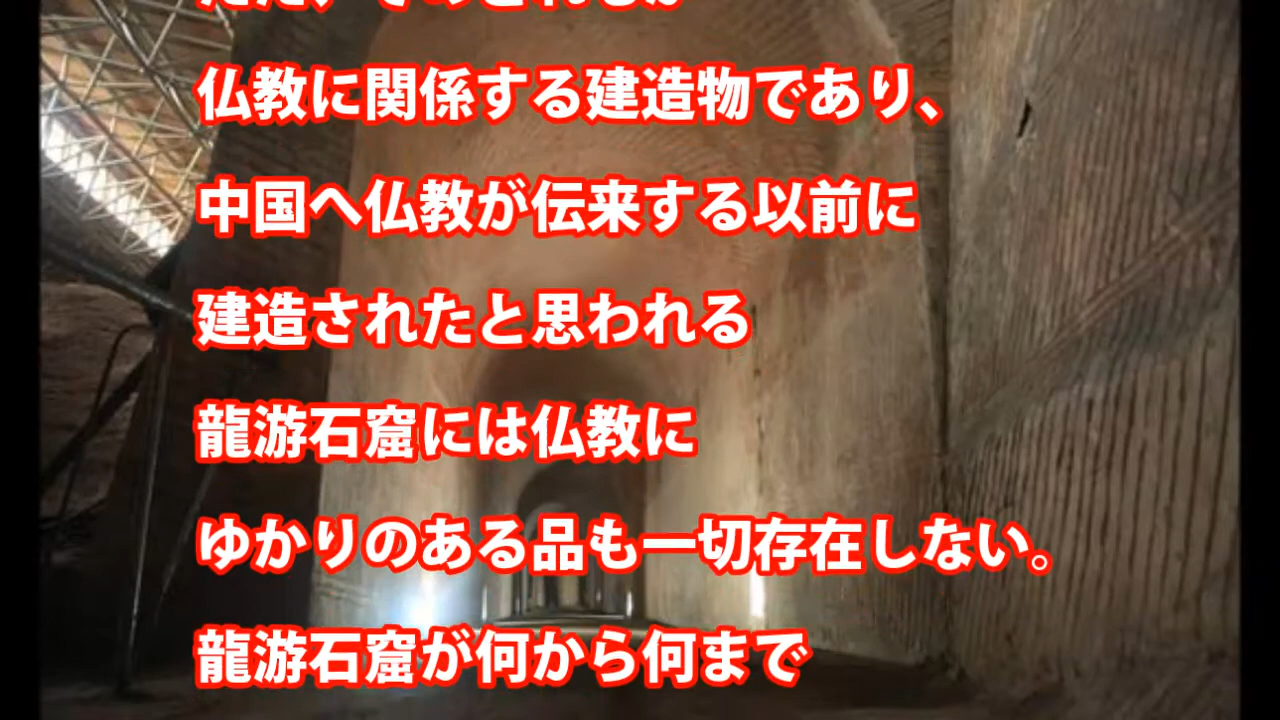 仏教に関係する建造物であり、
中国へ仏教が伝来する以前に
建造されたと思われる
龍游石窟には仏教に
ゆかりのある品も一切存在しない。
龍游石窟が何から何まで